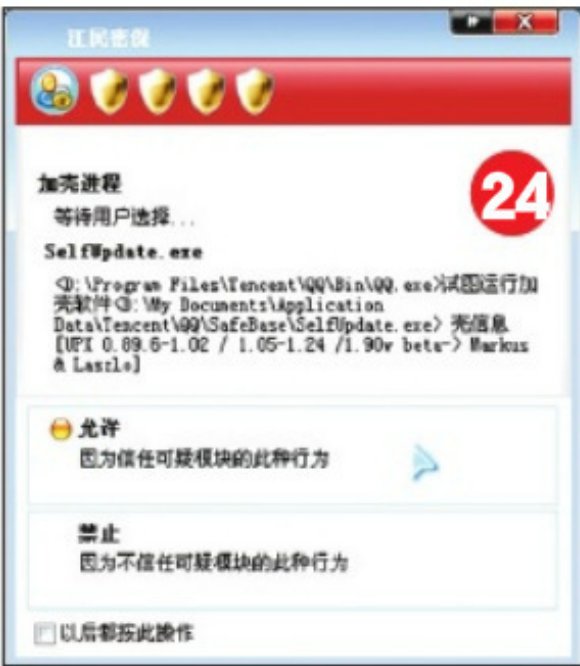 江民密保
24
加壳进程
等待用户选择...
SelfUpdate.exe
<D:\Program Files\Tencent\QQ\Bin\QQ.exe>试图运行加
壳软件<D:\My Documents\Application
Data\Tencent\QQ\SafeBase\SelfUpdate.exe> 壳信息
[UPX 0.89.6-1.02 / 1.05-1.24 /1.90v beta-> Markus
& Laszlo]
允许
因为信任可疑模块的此种行为
禁止
因为不信任可疑模块的此种行为
以后都按此操作